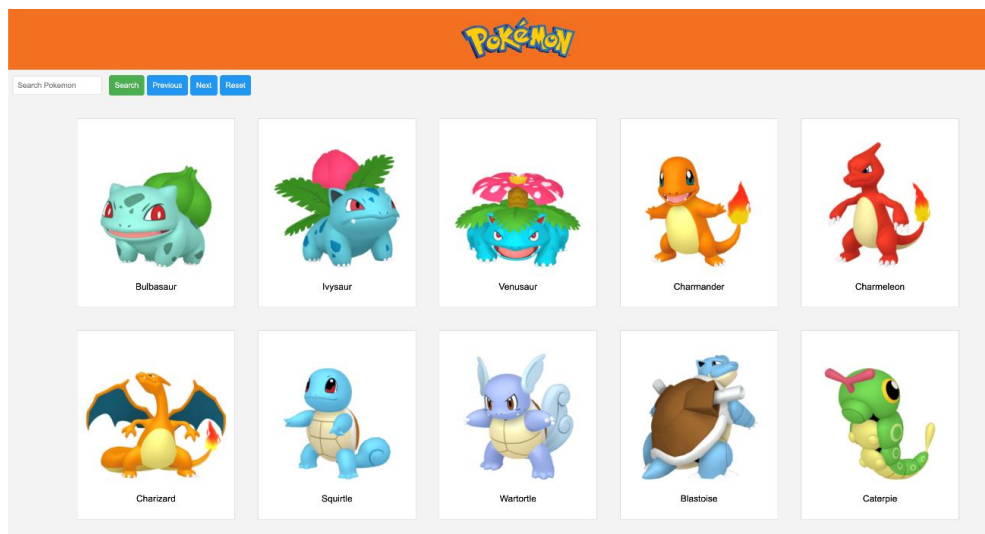 Pokémon
Search Pokemon Search Previous Next Reset
Bulbasaur Ivysaur Venusaur Charmander Charmeleon
Charizard Squirtle Wartortle Blastoise Caterpie